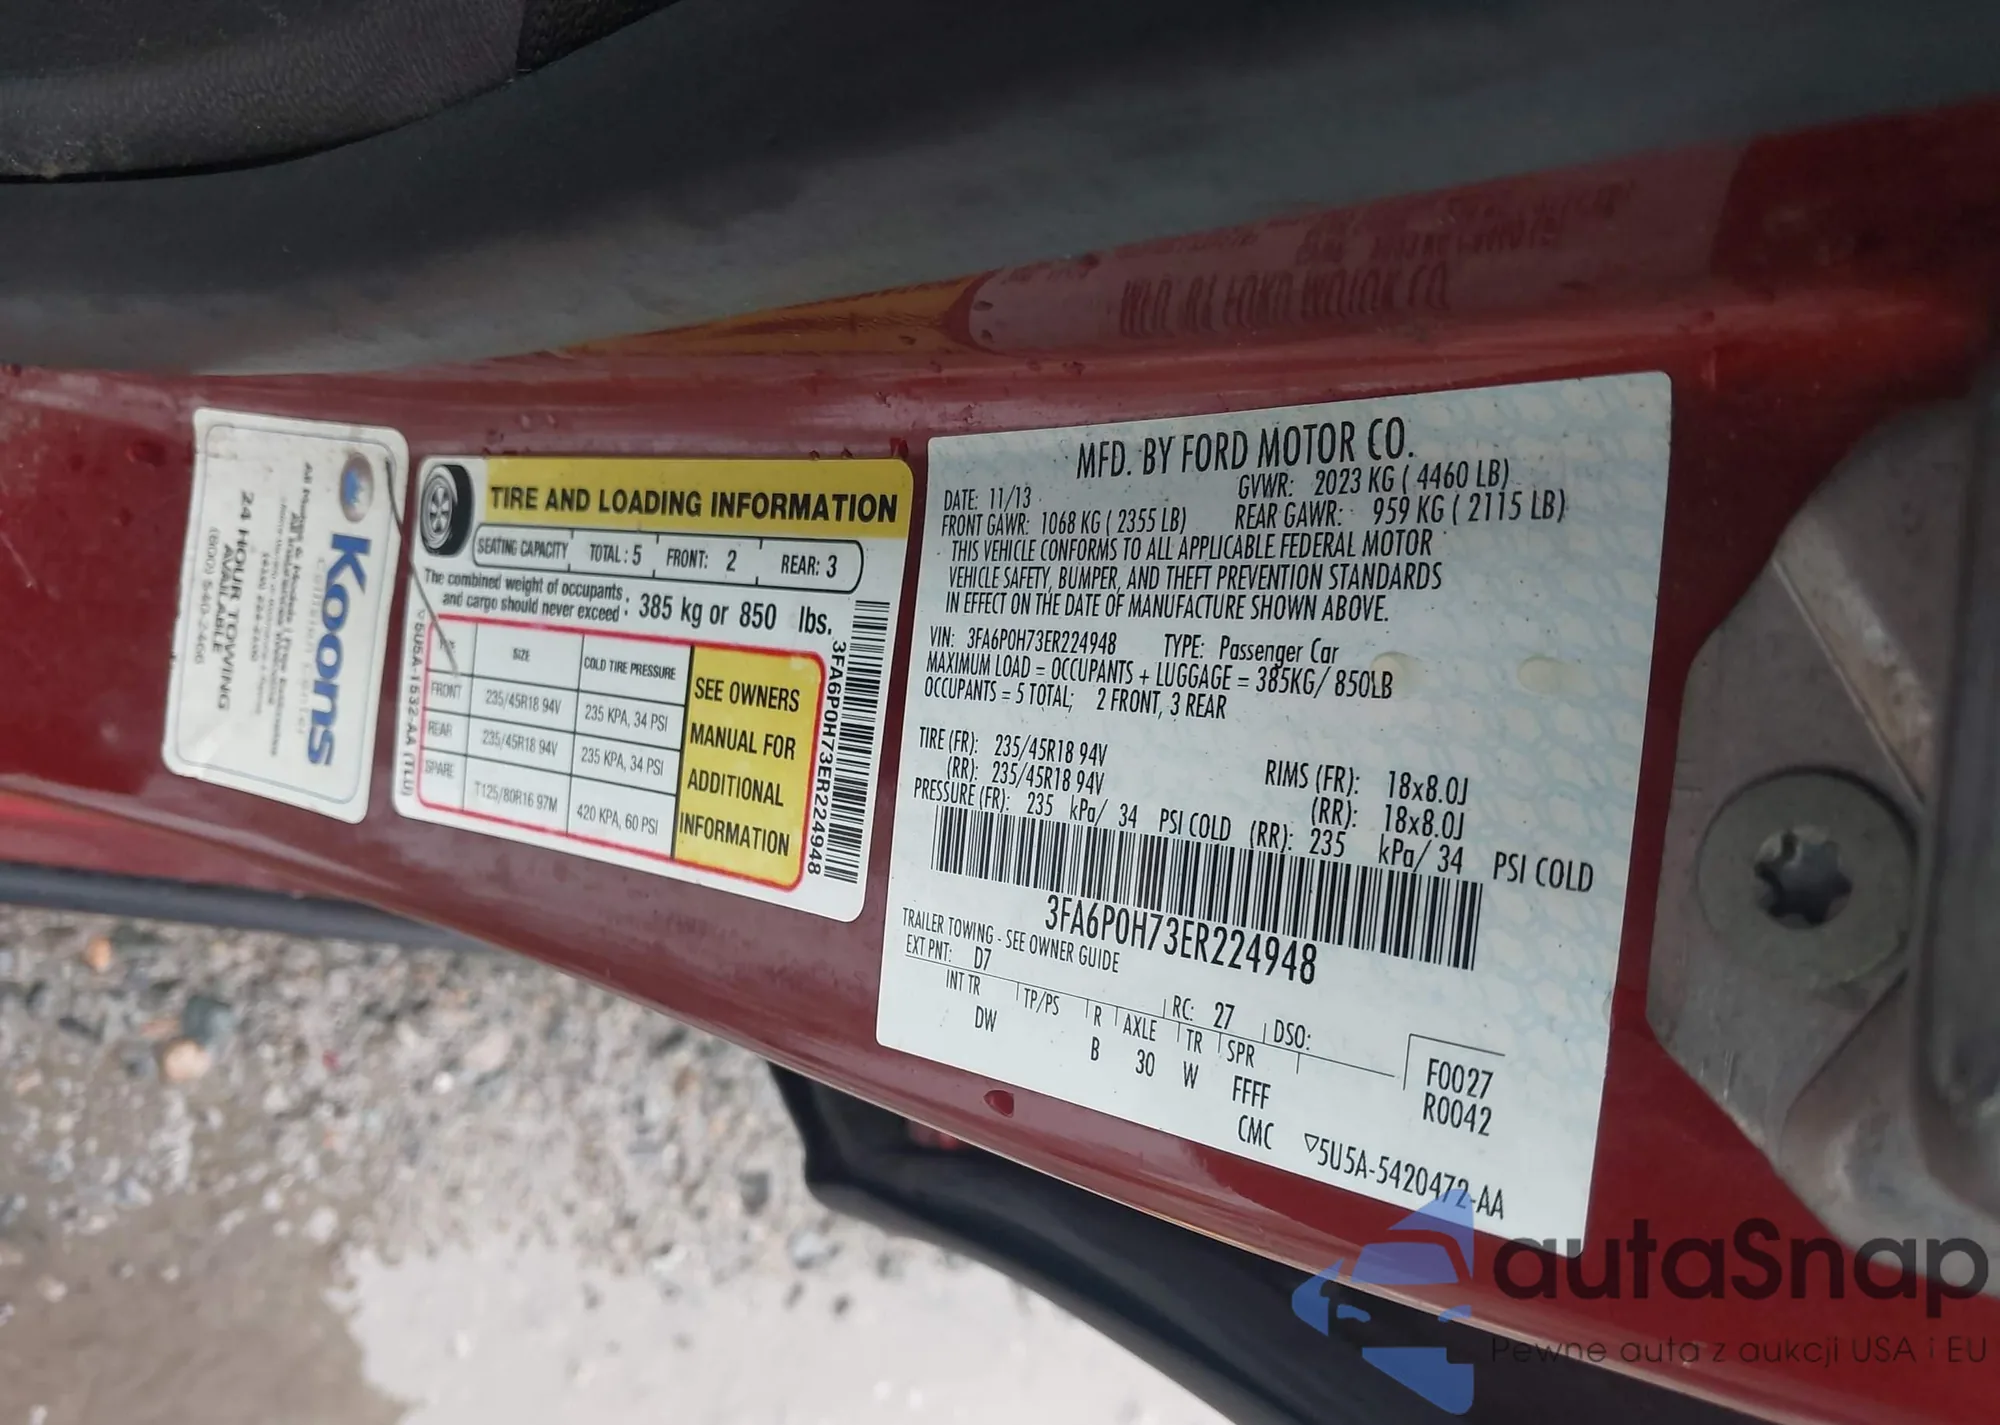 Koons
COLLISION CENTER
24 HOUR TOWING
AVAILABLE
(800) 540-2466
TIRE AND LOADING INFORMATION
SEATING CAPACITY TOTAL: 5 FRONT: 2 REAR: 3
The combined weight of occupants
and cargo should never exceed: 385 kg or 850 lbs.
SIZE COLD TIRE PRESSURE
FRONT 235/45R18 94V 235 KPA, 34 PSI
REAR 235/45R18 94V 235 KPA, 34 PSI
SPARE T125/80R16 97M 420 KPA, 60 PSI
SEE OWNERS
MANUAL FOR
ADDITIONAL
INFORMATION
▽5U5A-1532-AA (TLU)
3FA6P0H73ER224948
MFD. BY FORD MOTOR CO.
DATE: 11/13 GVWR: 2023 KG ( 4460 LB)
FRONT GAWR: 1068 KG ( 2355 LB) REAR GAWR: 959 KG ( 2115 LB)
THIS VEHICLE CONFORMS TO ALL APPLICABLE FEDERAL MOTOR
VEHICLE SAFETY, BUMPER, AND THEFT PREVENTION STANDARDS
IN EFFECT ON THE DATE OF MANUFACTURE SHOWN ABOVE.
VIN: 3FA6P0H73ER224948 TYPE: Passenger Car
MAXIMUM LOAD = OCCUPANTS + LUGGAGE = 385KG/ 850LB
OCCUPANTS = 5 TOTAL; 2 FRONT, 3 REAR
TIRE (FR): 235/45R18 94V RIMS (FR): 18x8.0J
(RR): 235/45R18 94V (RR): 18x8.0J
PRESSURE (FR): 235 kPa/ 34 PSI COLD (RR): 235 kPa/ 34 PSI COLD
3FA6P0H73ER224948
TRAILER TOWING - SEE OWNER GUIDE
EXT PNT: D7 RC: 27 DSO:
INT TR TP/PS R AXLE TR SPR
DW B 30 W FFFF
CMC
F0027
R0042
▽5U5A-5420472-AA
autaSnap
Pewne auta z aukcji USA i EU